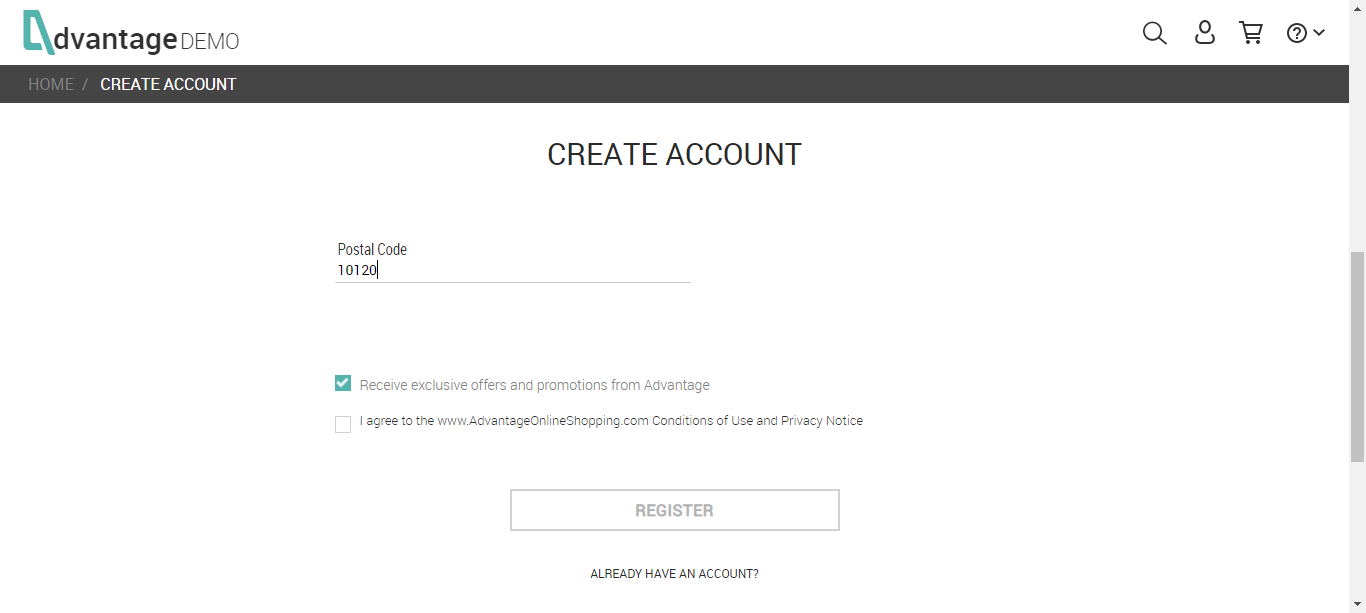 dvantage DEMO
HOME / CREATE ACCOUNT
CREATE ACCOUNT
Postal Code
10120
Receive exclusive offers and promotions from Advantage
I agree to the www.AdvantageOnlineShopping.com Conditions of Use and Privacy Notice
REGISTER
ALREADY HAVE AN ACCOUNT?